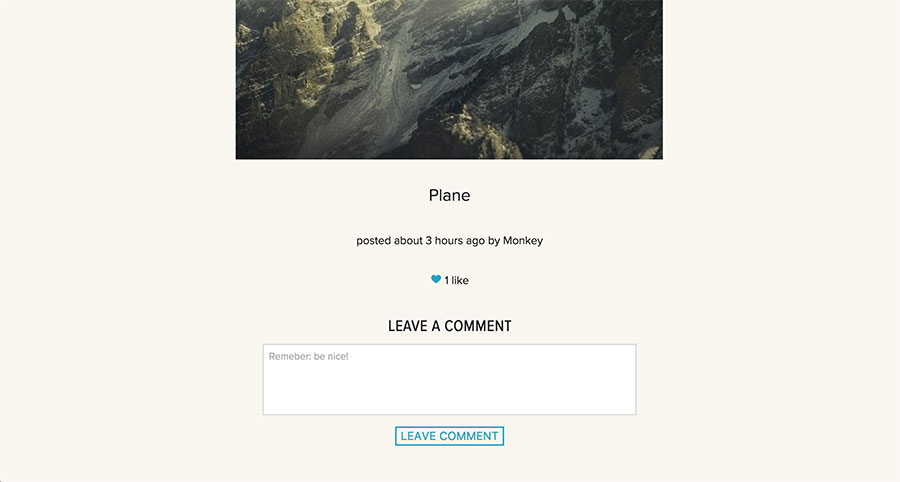 Plane
posted about 3 hours ago by Monkey
1 like
LEAVE A COMMENT
Remeber: be nice!
LEAVE COMMENT